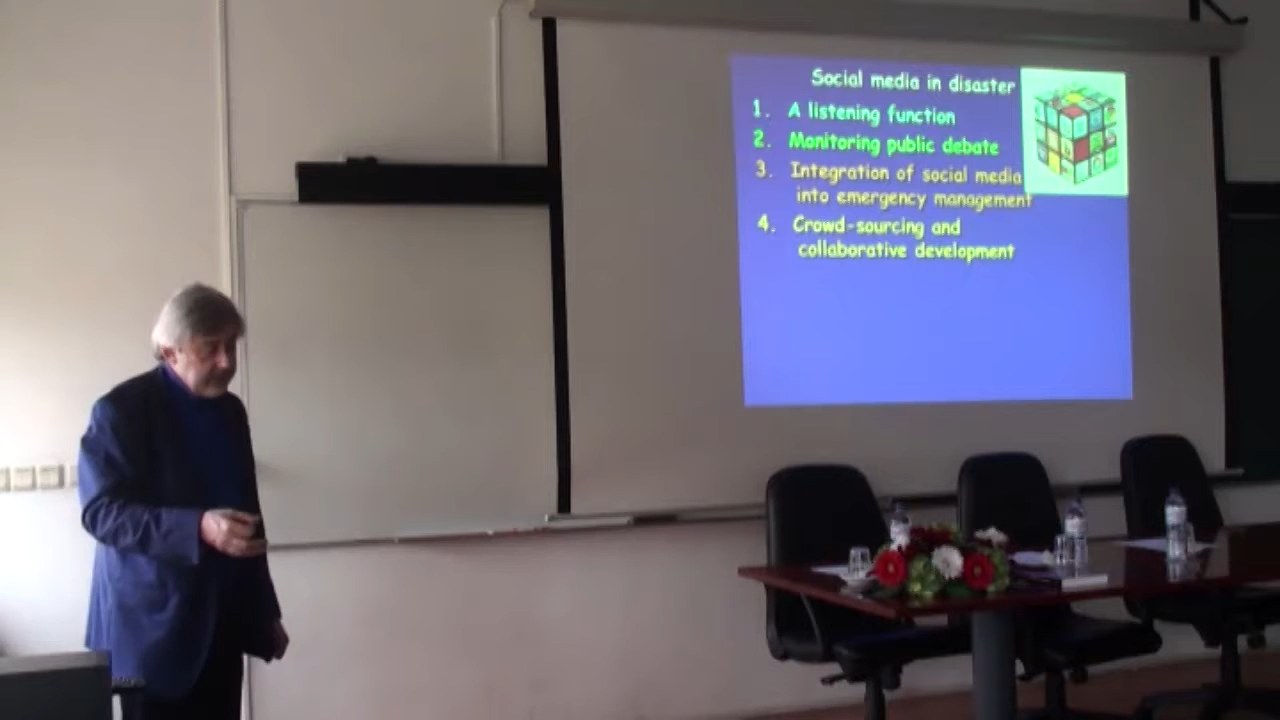 Social media in disaster
1. A listening function
2. Monitoring public debate
3. Integration of social media
into emergency management
4. Crowd-sourcing and
collaborative development